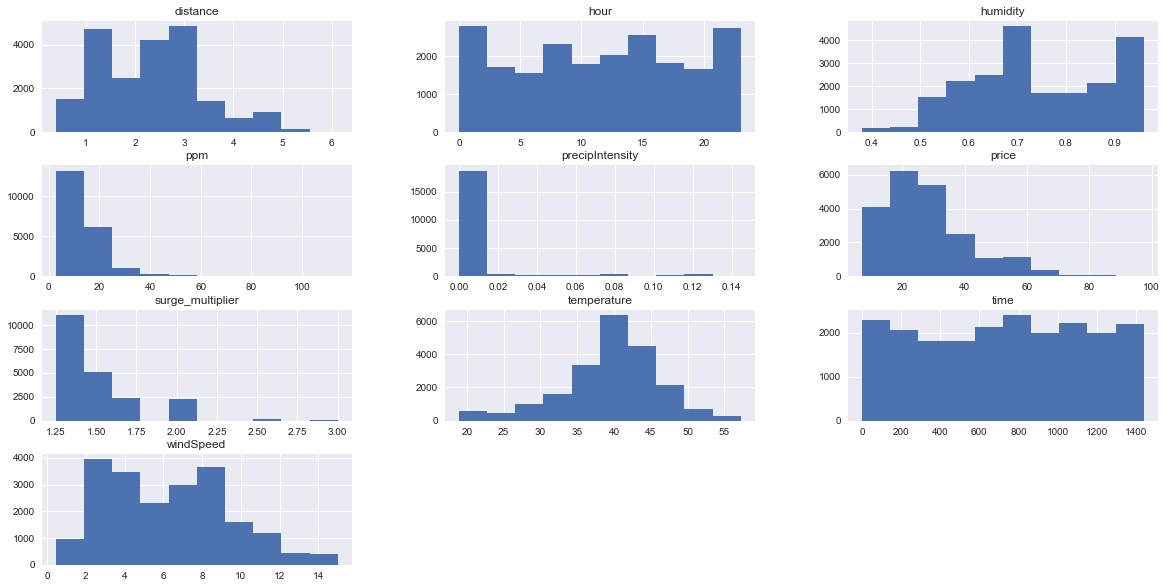 distance
4000
2000
0
1 2 3 4 5 6
hour
2000
1000
0
0 5 10 15 20
humidity
4000
3000
2000
1000
0
0.4 0.5 0.6 0.7 0.8 0.9
ppm
10000
5000
0
0 20 40 60 80 100
precipIntensity
15000
10000
5000
0
0.00 0.02 0.04 0.06 0.08 0.10 0.12 0.14
price
6000
4000
2000
0
20 40 60 80 100
surge_multiplier
10000
7500
5000
2500
0
1.25 1.50 1.75 2.00 2.25 2.50 2.75 3.00
temperature
6000
4000
2000
0
20 25 30 35 40 45 50 55
time
2000
1000
0
0 200 400 600 800 1000 1200 1400
windSpeed
4000
3000
2000
1000
0
0 2 4 6 8 10 12 14